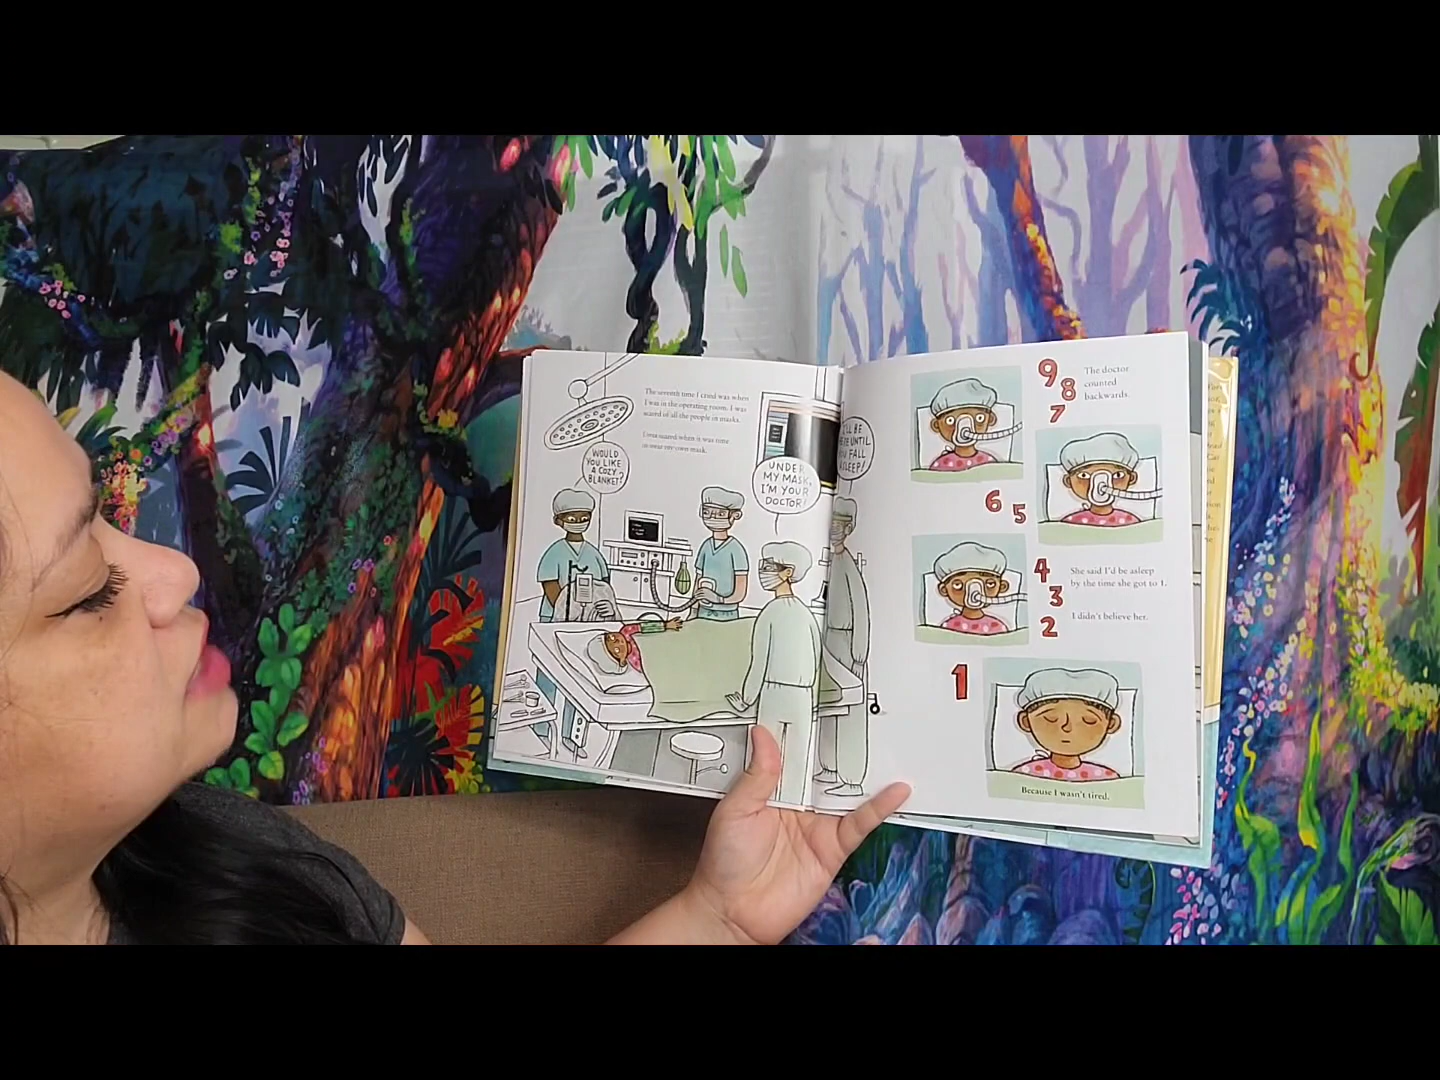 The seventh time I cried was when
I was in the operating room. I was
scared of all the people in masks.
I was scared when it was time
to wear my own mask.
WOULD
YOU LIKE
A COZY
BLANKET?
UNDER
MY MASK,
I'M YOUR
DOCTOR!
I'LL BE
HERE UNTIL
YOU FALL
ASLEEP!
9
8
7
The doctor
counted
backwards.
6
5
4
3
2
She said I'd be asleep
by the time she got to 1.
I didn't believe her.
1
Because I wasn't tired.